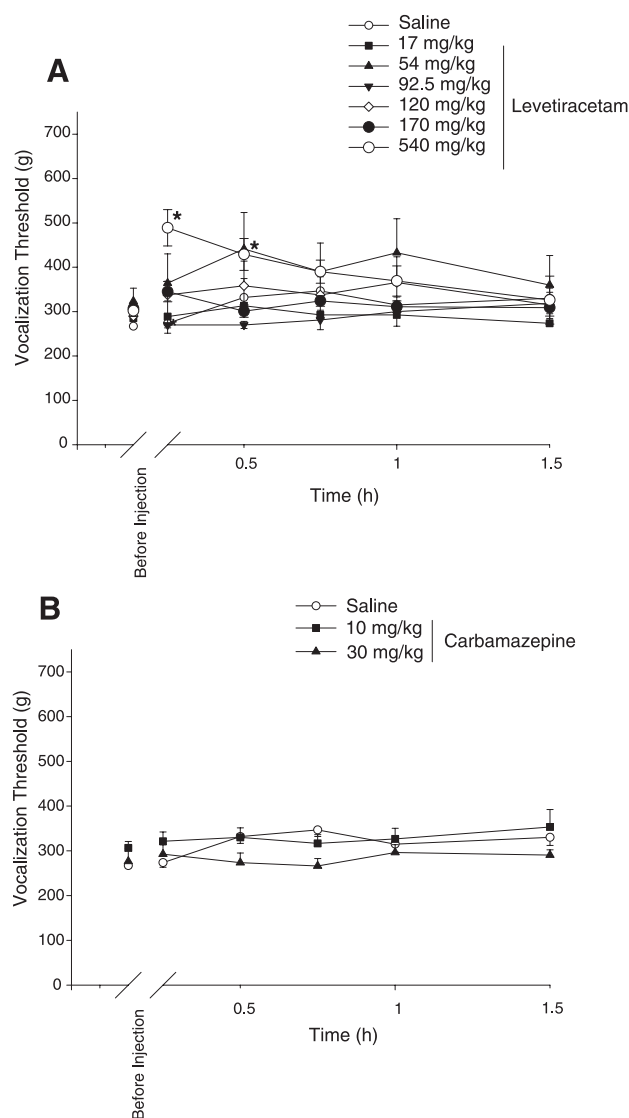 A
Saline
17 mg/kg
54 mg/kg
92.5 mg/kg
120 mg/kg
170 mg/kg
540 mg/kg
Levetiracetam
Vocalization Threshold (g)
700
600
500
400
300
200
100
0
*
*
*
0.5
1
1.5
Before Injection
Time (h)
B
Saline
10 mg/kg
30 mg/kg
Carbamazepine
Vocalization Threshold (g)
700
600
500
400
300
200
100
0
0.5
1
1.5
Before Injection
Time (h)